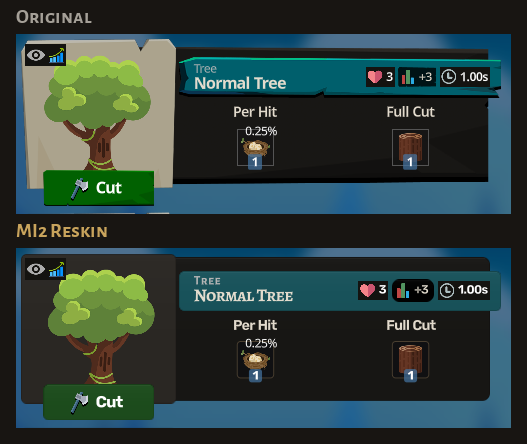 Original
Tree
Normal Tree
3
+3
1.00s
Per Hit
Full Cut
0.25%
1
1
Cut
MI2 Reskin
Tree
Normal Tree
3
+3
1.00s
Per Hit
Full Cut
0.25%
1
1
Cut